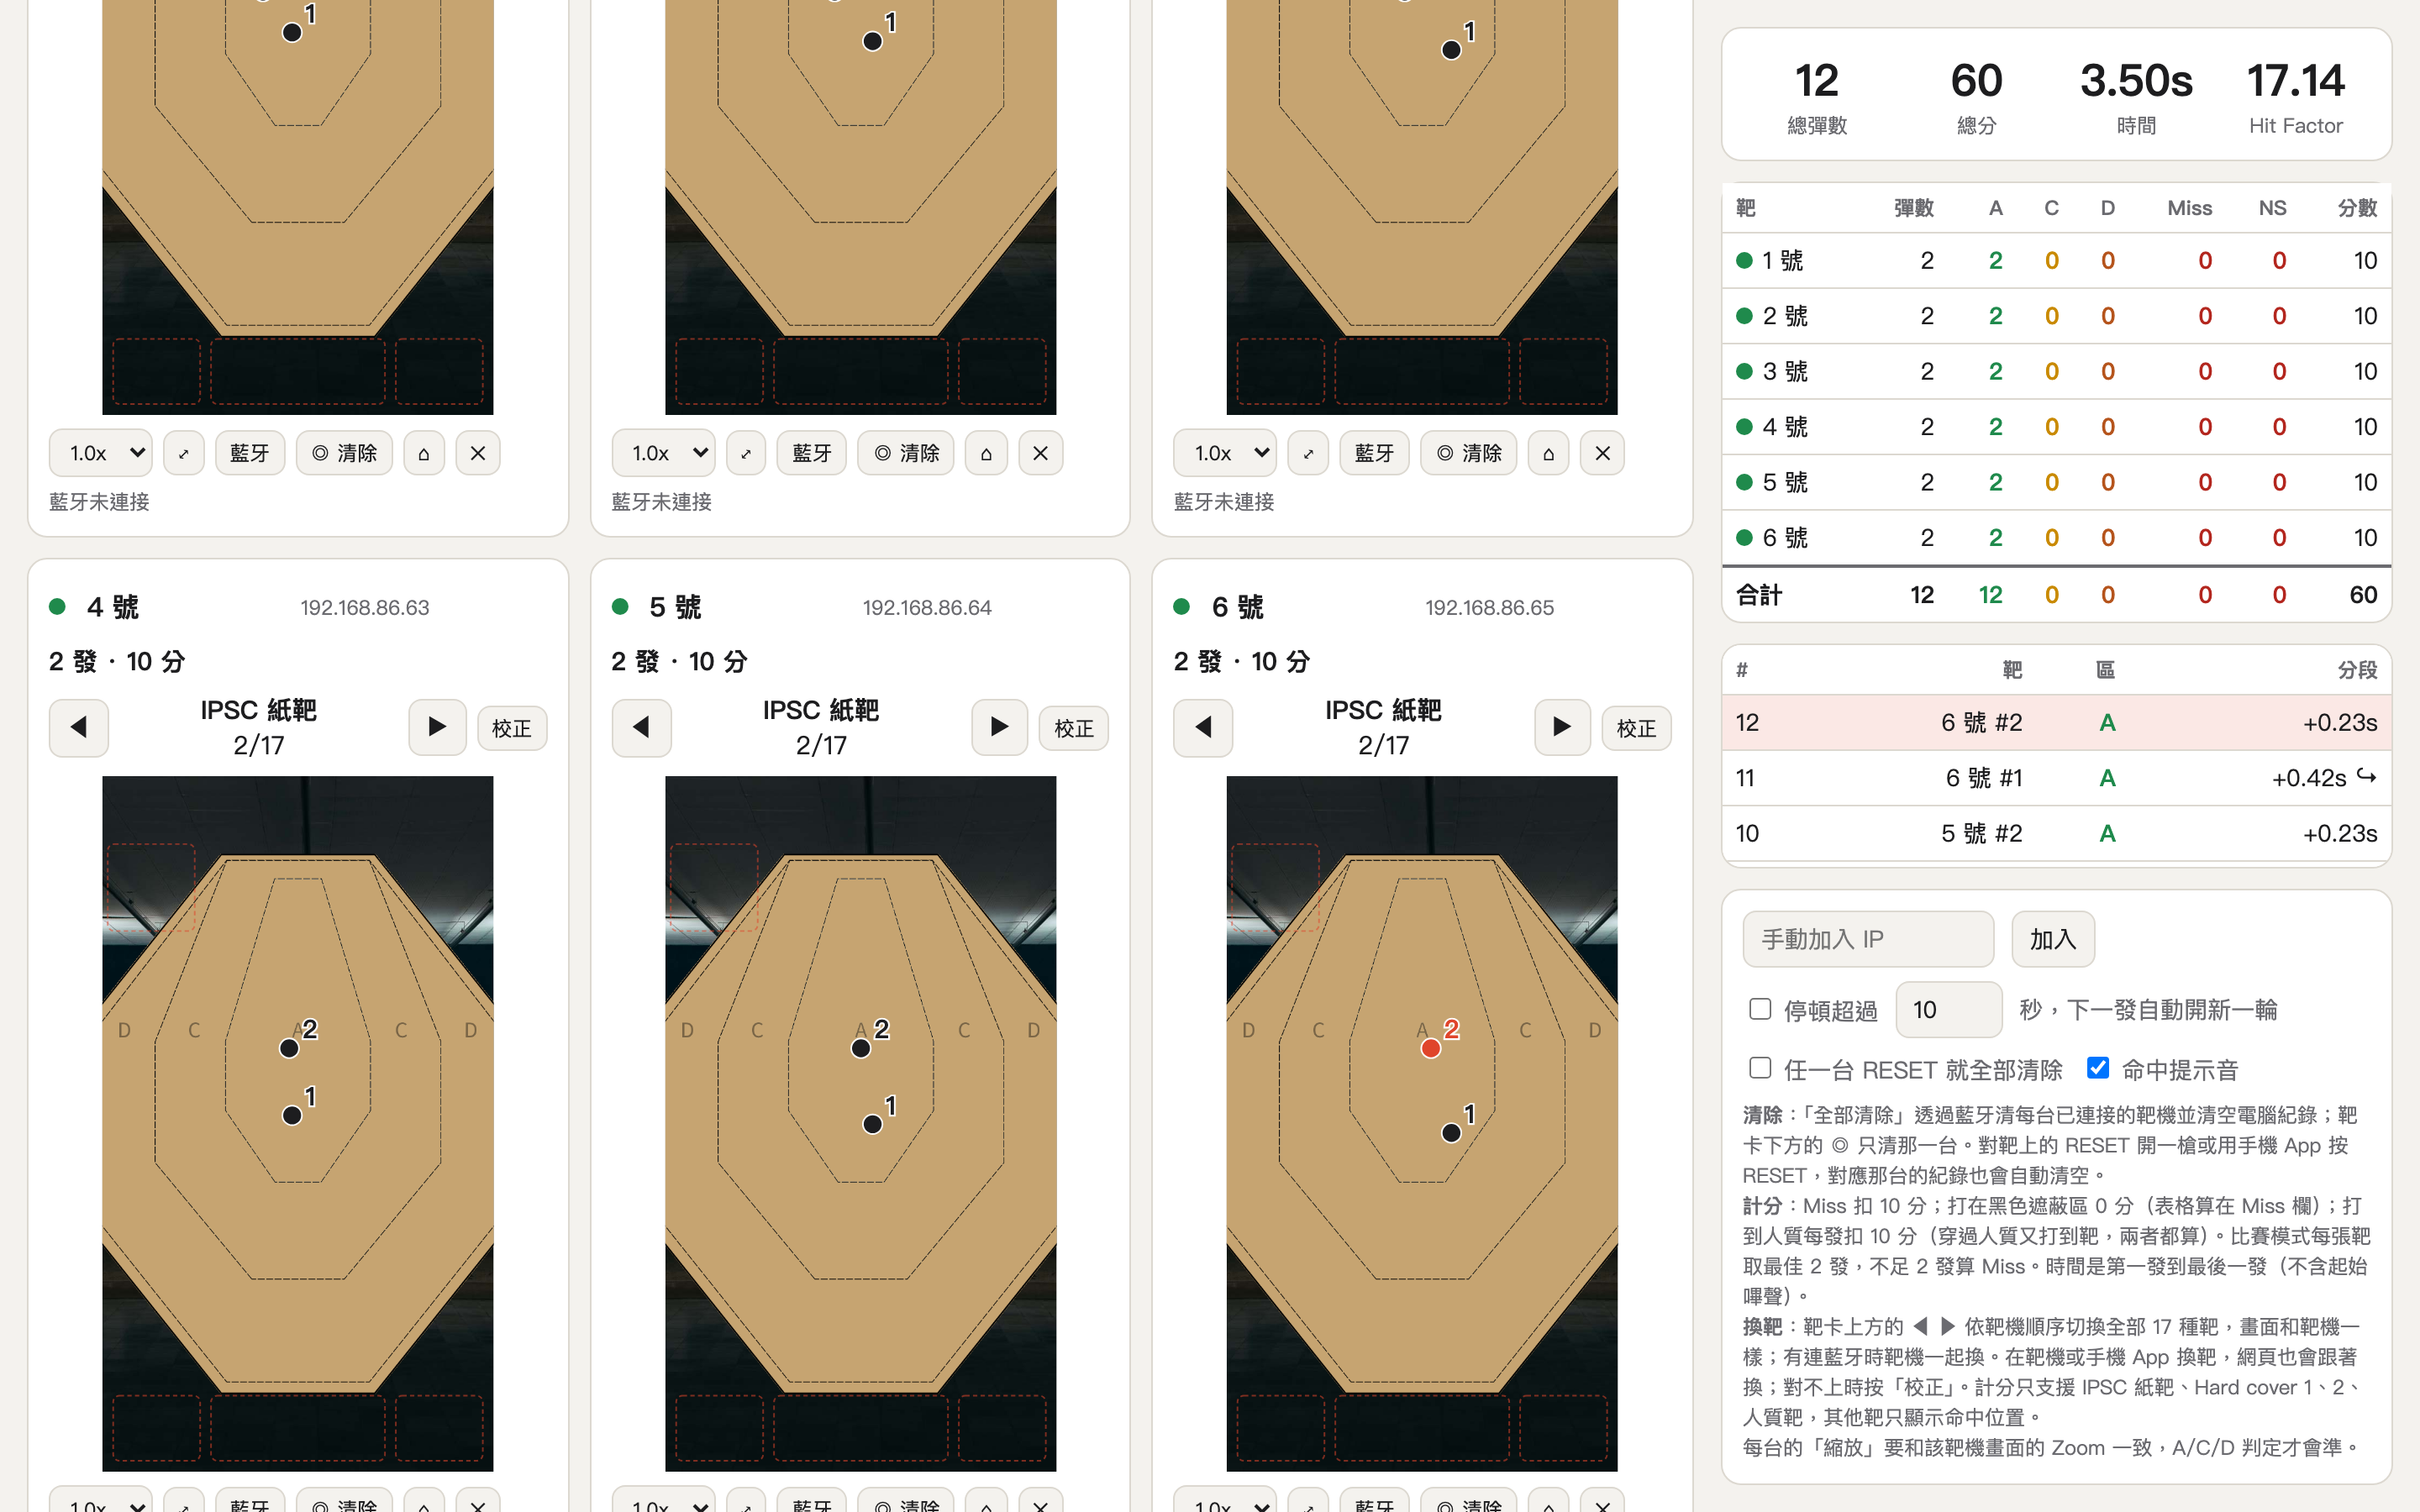 1
1
1
1.0x
⤢
藍牙
◎ 清除
⌂
×
藍牙未連接
1.0x
⤢
藍牙
◎ 清除
⌂
×
藍牙未連接
1.0x
⤢
藍牙
◎ 清除
⌂
×
藍牙未連接
4 號 192.168.86.63
2 發 · 10 分
◀ IPSC 紙靶 ▶ 校正
2/17
D C A 2 C D
1
1.0x 藍牙 ◎ 清除 ⌂ ×
5 號 192.168.86.64
2 發 · 10 分
◀ IPSC 紙靶 ▶ 校正
2/17
D C A 2 C D
1
1.0x 藍牙 ◎ 清除 ⌂ ×
6 號 192.168.86.65
2 發 · 10 分
◀ IPSC 紙靶 ▶ 校正
2/17
D C A 2 C D
1
1.0x 藍牙 ◎ 清除 ⌂ ×
12 60 3.50s 17.14
總彈數 總分 時間 Hit Factor
靶 彈數 A C D Miss NS 分數
1 號 2 2 0 0 0 0 10
2 號 2 2 0 0 0 0 10
3 號 2 2 0 0 0 0 10
4 號 2 2 0 0 0 0 10
5 號 2 2 0 0 0 0 10
6 號 2 2 0 0 0 0 10
合計 12 12 0 0 0 0 60
# 靶 區 分段
12 6 號 #2 A +0.23s
11 6 號 #1 A +0.42s ↪
10 5 號 #2 A +0.23s
手動加入 IP 加入
停頓超過 10 秒，下一發自動開新一輪
任一台 RESET 就全部清除 命中提示音
清除：「全部清除」透過藍牙清每台已連接的靶機並清空電腦紀錄；靶
卡下方的 ◎ 只清那一台。對靶上的 RESET 開一槍或用手機 App 按
RESET，對應那台的紀錄也會自動清空。
計分：Miss 扣 10 分；打在黑色遮蔽區 0 分（表格算在 Miss 欄）；打
到人質每發扣 10 分（穿過人質又打到靶，兩者都算）。比賽模式每張靶
取最佳 2 發，不足 2 發算 Miss。時間是第一發到最後一發（不含起始
嗶聲）。
換靶：靶卡上方的 ◀ ▶ 依靶機順序切換全部 17 種靶，畫面和靶機一
樣；有連藍牙時靶機一起換。在靶機或手機 App 換靶，網頁也會跟著
換；對不上時按「校正」。計分只支援 IPSC 紙靶、Hard cover 1、2、
人質靶，其他靶只顯示命中位置。
每台的「縮放」要和該靶機畫面的 Zoom 一致，A/C/D 判定才會準。